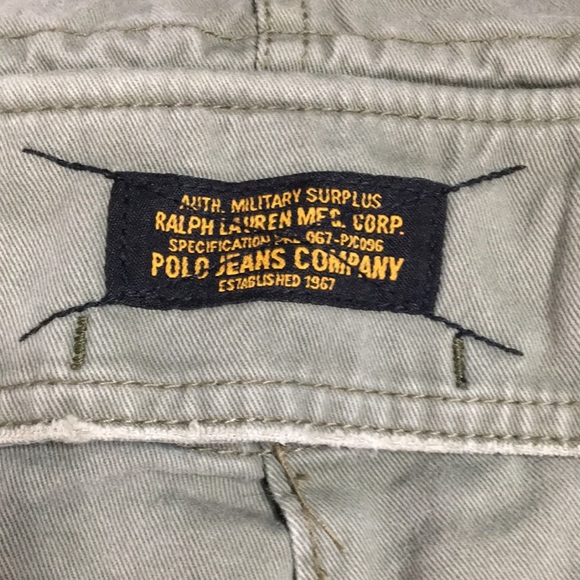 AUTH. MILITARY SURPLUS
RALPH LAUREN MFG. CORP.
SPECIFICATION 067-PJC096
POLO JEANS COMPANY
ESTABLISHED 1967